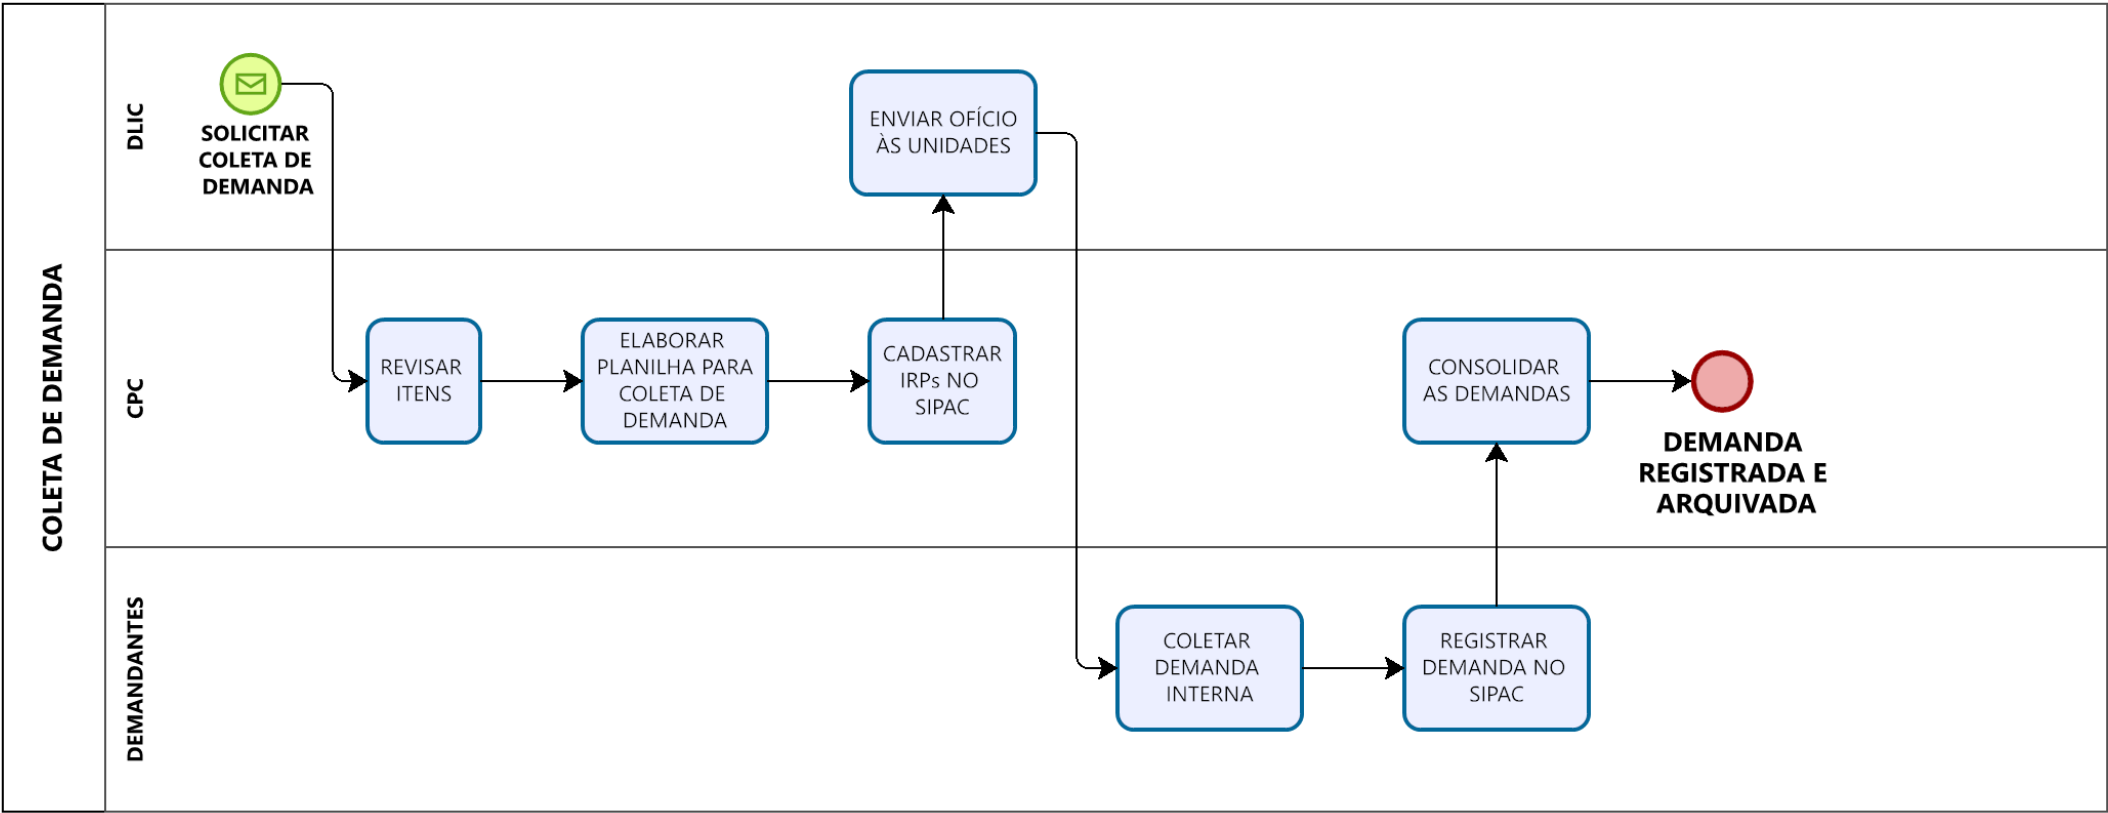 COLETA DE DEMANDA
DLIC
SOLICITAR
COLETA DE
DEMANDA
ENVIAR OFÍCIO
ÀS UNIDADES
CPC
REVISAR
ITENS
ELABORAR
PLANILHA PARA
COLETA DE
DEMANDA
CADASTRAR
IRPs NO
SIPAC
CONSOLIDAR
AS DEMANDAS
DEMANDA
REGISTRADA E
ARQUIVADA
DEMANDANTES
COLETAR
DEMANDA
INTERNA
REGISTRAR
DEMANDA NO
SIPAC